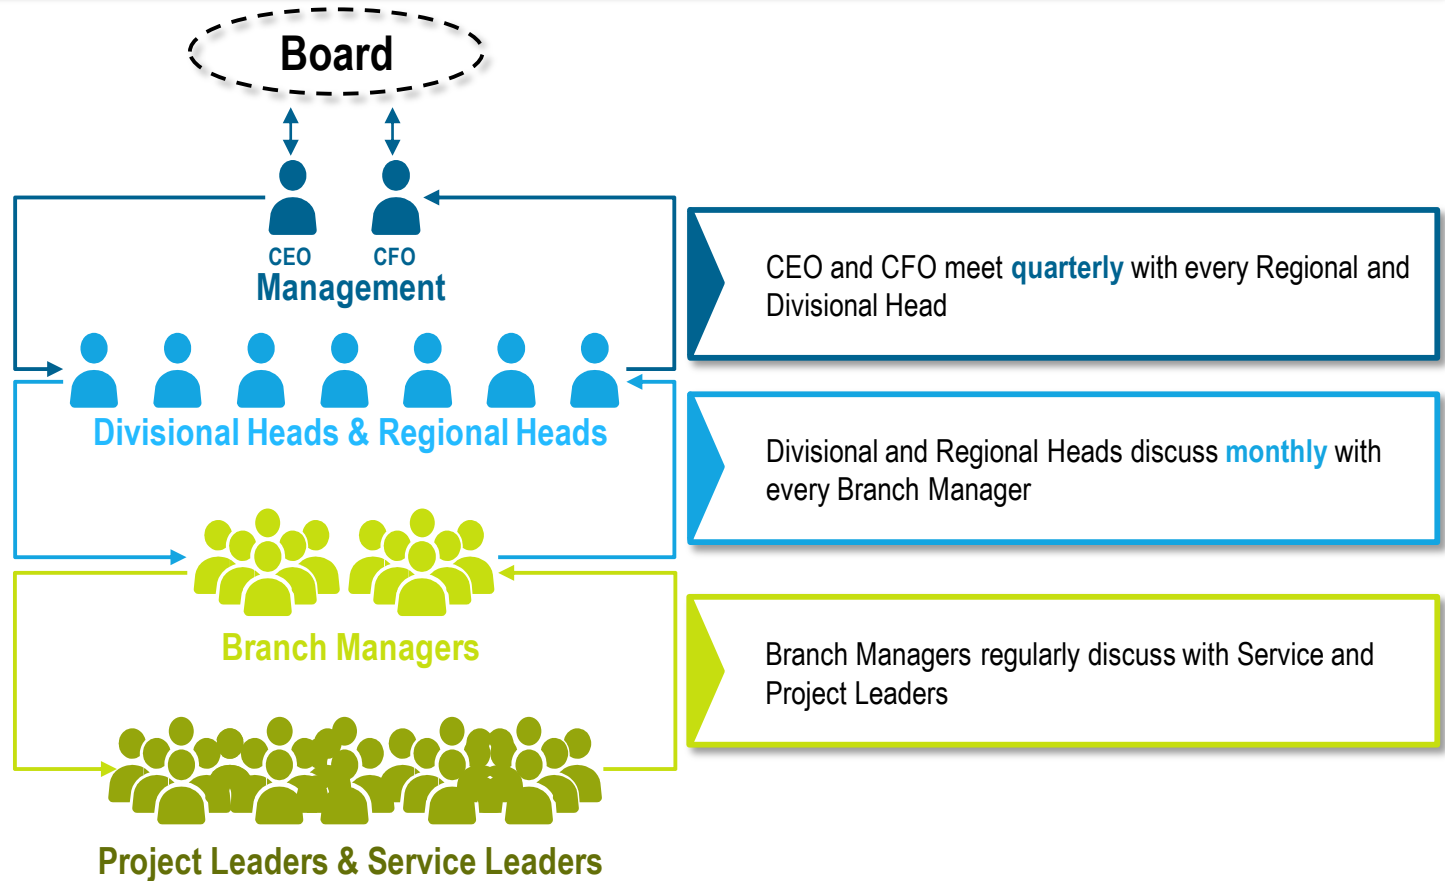 Board
CEO
CFO
Management
CEO and CFO meet quarterly with every Regional and
Divisional Head
Divisional Heads & Regional Heads
Divisional and Regional Heads discuss monthly with
every Branch Manager
Branch Managers
Branch Managers regularly discuss with Service and
Project Leaders
Project Leaders & Service Leaders